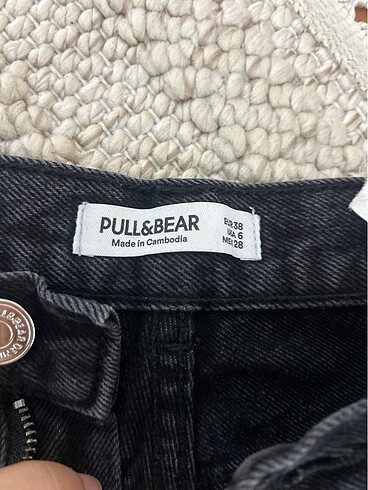 PULL&BEAR
Made in Cambodia
EUR 38
USA 6
MEX 28